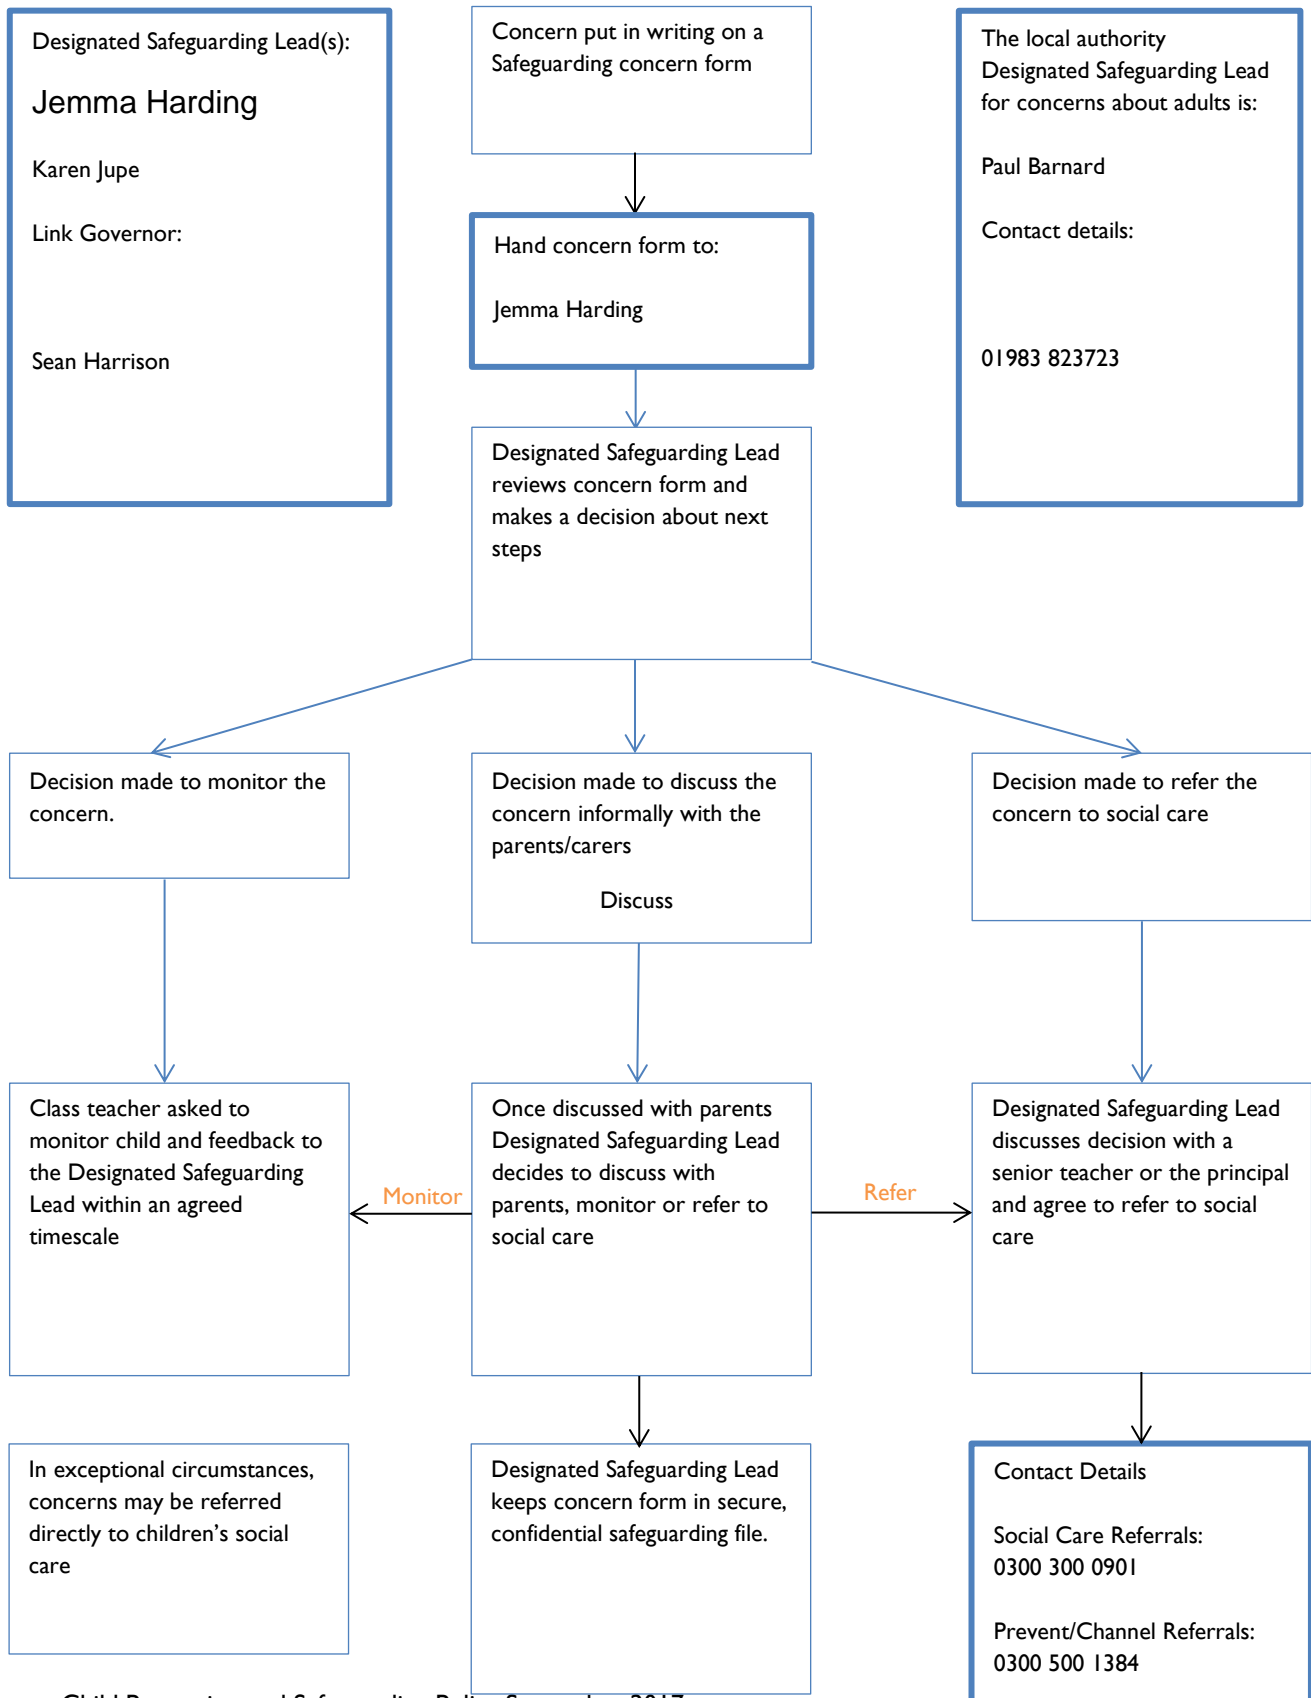 Designated Safeguarding Lead(s):
Jemma Harding
Karen Jupe
Link Governor:
Sean Harrison
Concern put in writing on a
Safeguarding concern form
The local authority
Designated Safeguarding Lead
for concerns about adults is:
Paul Barnard
Contact details:
01983 823723
Hand concern form to:
Jemma Harding
Designated Safeguarding Lead
reviews concern form and
makes a decision about next
steps
Decision made to monitor the
concern.
Decision made to discuss the
concern informally with the
parents/carers
Discuss
Decision made to refer the
concern to social care
Class teacher asked to
monitor child and feedback to
the Designated Safeguarding
Lead within an agreed
timescale
Monitor
Once discussed with parents
Designated Safeguarding Lead
decides to discuss with
parents, monitor or refer to
social care
Refer
Designated Safeguarding Lead
discusses decision with a
senior teacher or the principal
and agree to refer to social
care
In exceptional circumstances,
concerns may be referred
directly to children's social
care
Designated Safeguarding Lead
keeps concern form in secure,
confidential safeguarding file.
Contact Details
Social Care Referrals:
0300 300 0901
Prevent/Channel Referrals:
0300 500 1384
Child Protection and Safeguarding Policy September 2017